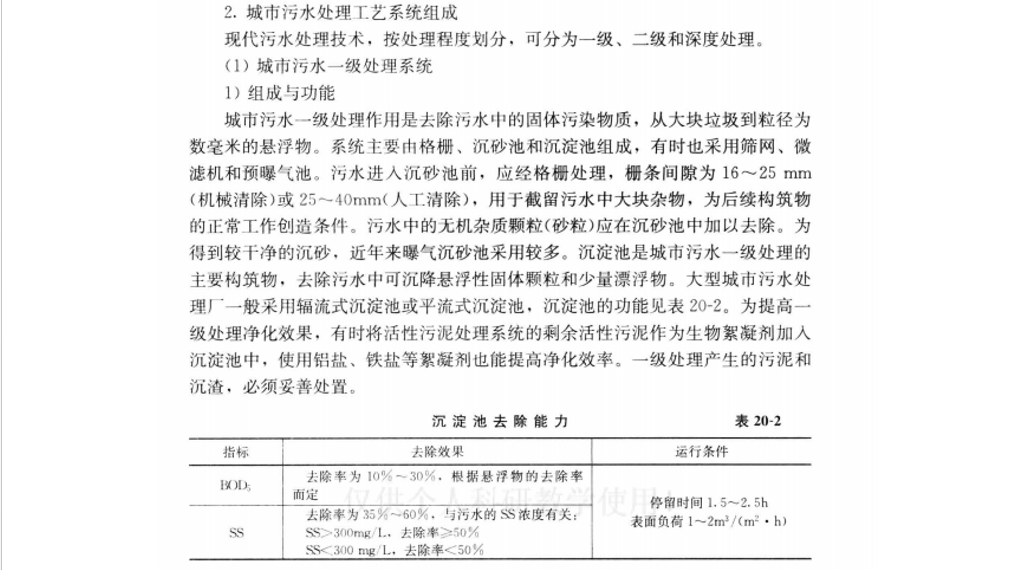 2. 城市污水处理工艺系统组成
现代污水处理技术，按处理程度划分，可分为一级、二级和深度处理。
（1）城市污水一级处理系统
1）组成与功能
城市污水一级处理作用是去除污水中的固体污染物质，从大块垃圾到粒径为
数毫米的悬浮物。系统主要由格栅、沉砂池和沉淀池组成，有时也采用筛网、微
滤机和预曝气池。污水进入沉砂池前，应经格栅处理，栅条间隙为 16～25 mm
(机械清除)或 25～40mm(人工清除)，用于截留污水中大块杂物，为后续构筑物
的正常工作创造条件。污水中的无机杂质颗粒(砂粒)应在沉砂池中加以去除。为
得到较干净的沉砂，近年来曝气沉砂池采用较多。沉淀池是城市污水一级处理的
主要构筑物，去除污水中可沉降悬浮性固体颗粒和少量漂浮物。大型城市污水处
理厂一般采用辐流式沉淀池或平流式沉淀池，沉淀池的功能见表 20-2。为提高一
级处理净化效果，有时将活性污泥处理系统的剩余活性污泥作为生物絮凝剂加入
沉淀池中，使用铝盐、铁盐等絮凝剂也能提高净化效率。一级处理产生的污泥和
沉渣，必须妥善处置。
沉淀池去除能力 表 20-2
指标 去除效果 运行条件
BOD₅
去除率为 10%～30%，根据悬浮物的去除率
而定
SS
去除率为 35%～60%，与污水的 SS 浓度有关：
SS>300mg/L，去除率≥50%
SS<300 mg/L，去除率<50%
停留时间 1.5～2.5h
表面负荷 1～2m³/(m²·h)
仅供个人科研教学使用！